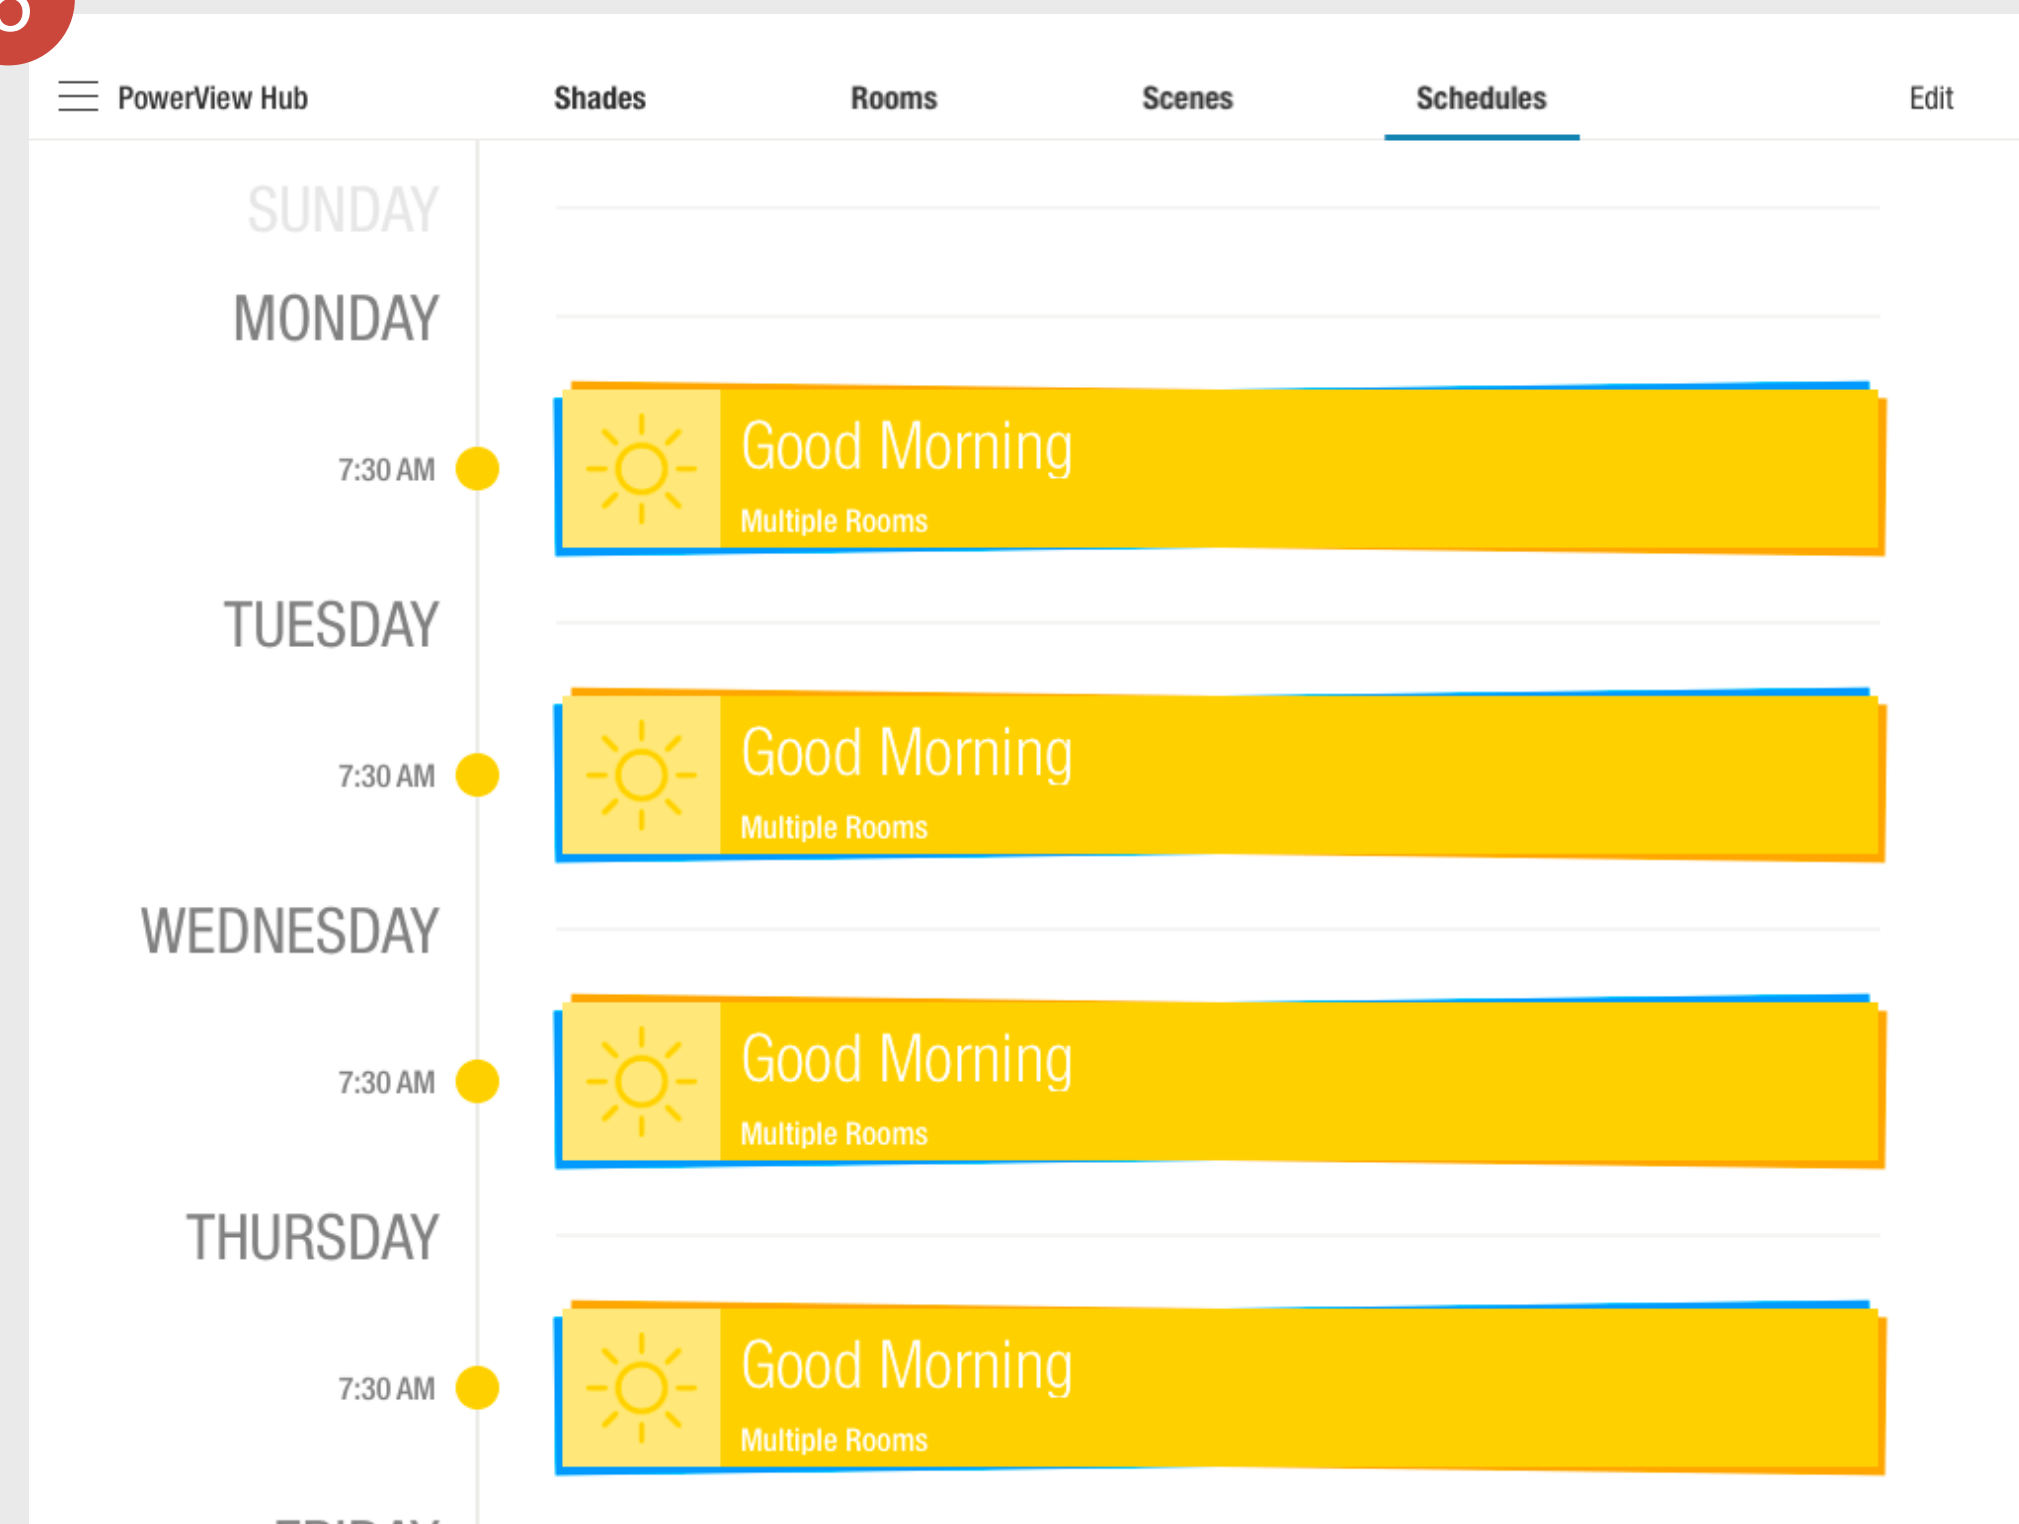 PowerView Hub Shades Rooms Scenes Schedules Edit
SUNDAY
MONDAY
7:30 AM
Good Morning
Multiple Rooms
TUESDAY
7:30 AM
Good Morning
Multiple Rooms
WEDNESDAY
7:30 AM
Good Morning
Multiple Rooms
THURSDAY
7:30 AM
Good Morning
Multiple Rooms